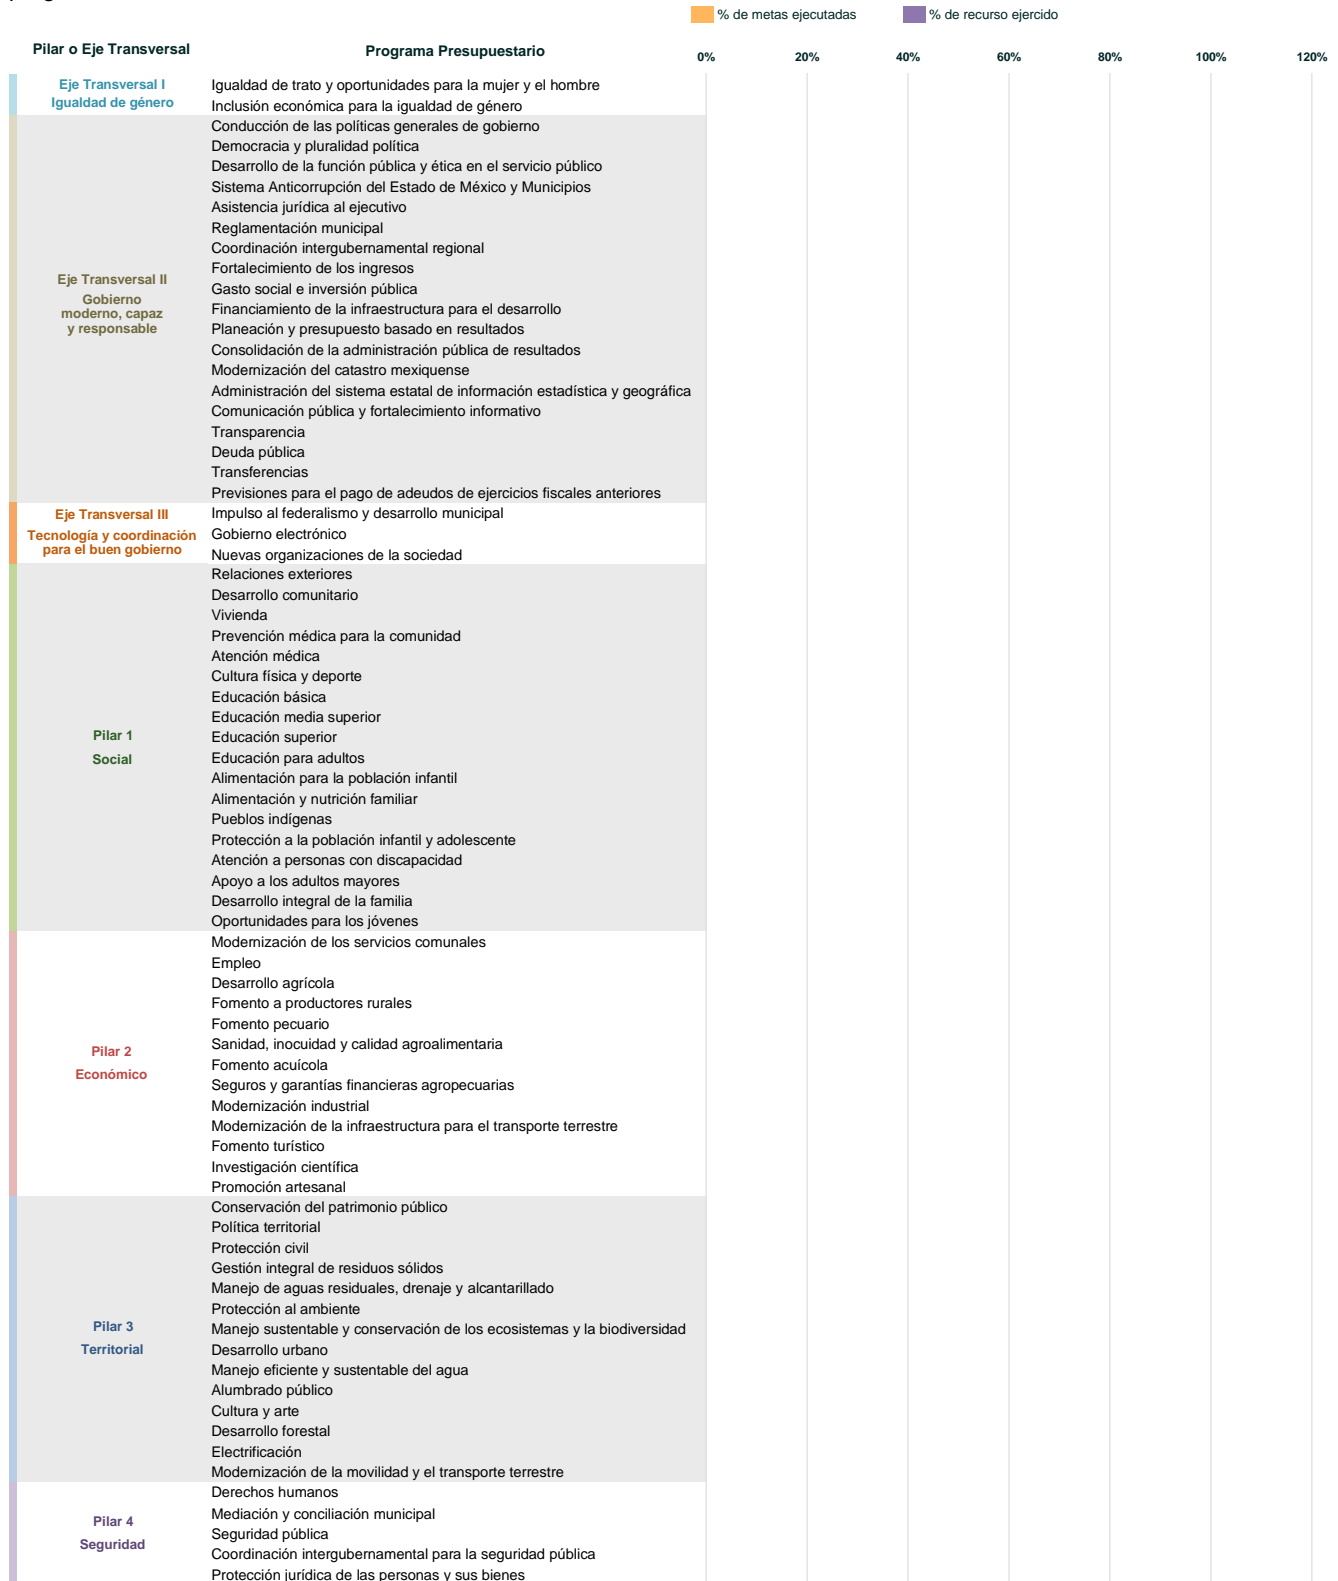 % de metas ejecutadas
% de recurso ejercido
Pilar o Eje Transversal
Programa Presupuestario
0%
20%
40%
60%
80%
100%
120%
Eje Transversal I
Igualdad de género
Igualdad de trato y oportunidades para la mujer y el hombre
Inclusión económica para la igualdad de género
Eje Transversal II
Gobierno
moderno, capaz
y responsable
Conducción de las políticas generales de gobierno
Democracia y pluralidad política
Desarrollo de la función pública y ética en el servicio público
Sistema Anticorrupción del Estado de México y Municipios
Asistencia jurídica al ejecutivo
Reglamentación municipal
Coordinación intergubernamental regional
Fortalecimiento de los ingresos
Gasto social e inversión pública
Financiamiento de la infraestructura para el desarrollo
Planeación y presupuesto basado en resultados
Consolidación de la administración pública de resultados
Modernización del catastro mexiquense
Administración del sistema estatal de información estadística y geográfica
Comunicación pública y fortalecimiento informativo
Transparencia
Deuda pública
Transferencias
Previsiones para el pago de adeudos de ejercicios fiscales anteriores
Eje Transversal III
Tecnología y coordinación
para el buen gobierno
Impulso al federalismo y desarrollo municipal
Gobierno electrónico
Nuevas organizaciones de la sociedad
Pilar 1
Social
Relaciones exteriores
Desarrollo comunitario
Vivienda
Prevención médica para la comunidad
Atención médica
Cultura física y deporte
Educación básica
Educación media superior
Educación superior
Educación para adultos
Alimentación para la población infantil
Alimentación y nutrición familiar
Pueblos indígenas
Protección a la población infantil y adolescente
Atención a personas con discapacidad
Apoyo a los adultos mayores
Desarrollo integral de la familia
Oportunidades para los jóvenes
Pilar 2
Económico
Modernización de los servicios comunales
Empleo
Desarrollo agrícola
Fomento a productores rurales
Fomento pecuario
Sanidad, inocuidad y calidad agroalimentaria
Fomento acuícola
Seguros y garantías financieras agropecuarias
Modernización industrial
Modernización de la infraestructura para el transporte terrestre
Fomento turístico
Investigación científica
Promoción artesanal
Pilar 3
Territorial
Conservación del patrimonio público
Política territorial
Protección civil
Gestión integral de residuos sólidos
Manejo de aguas residuales, drenaje y alcantarillado
Protección al ambiente
Manejo sustentable y conservación de los ecosistemas y la biodiversidad
Desarrollo urbano
Manejo eficiente y sustentable del agua
Alumbrado público
Cultura y arte
Desarrollo forestal
Electrificación
Modernización de la movilidad y el transporte terrestre
Pilar 4
Seguridad
Derechos humanos
Mediación y conciliación municipal
Seguridad pública
Coordinación intergubernamental para la seguridad pública
Protección jurídica de las personas y sus bienes